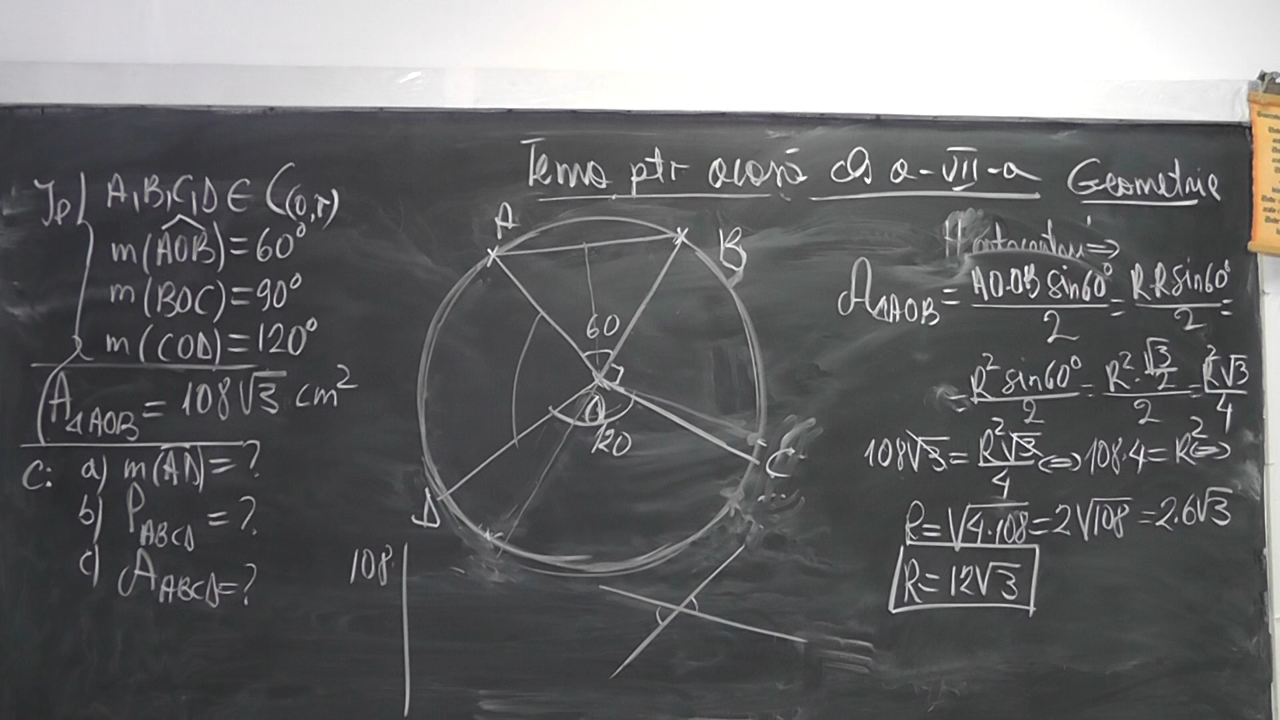 Temă ptr acasă cls a-VII-a Geometrie
Ip) A,B,C,D ∈ C(O,r)
m(AOB)=60°
m(BOC)=90°
m(COD)=120°
A△AOB = 108√3 cm²
C: a) m(AD)=?
b) P ABCD =?
c) A ABCD =?
108
A
B
60
O
120
C
D
A△AOB = AO·OB sin60°/2 = R·R sin60°/2 =
= R² sin60°/2 = R²·√3/2/2 = R²√3/4
108√3 = R²√3/4 ⇔ 108·4 = R² ⇔
R=√4·108 = 2√108 = 2·6√3
R=12√3